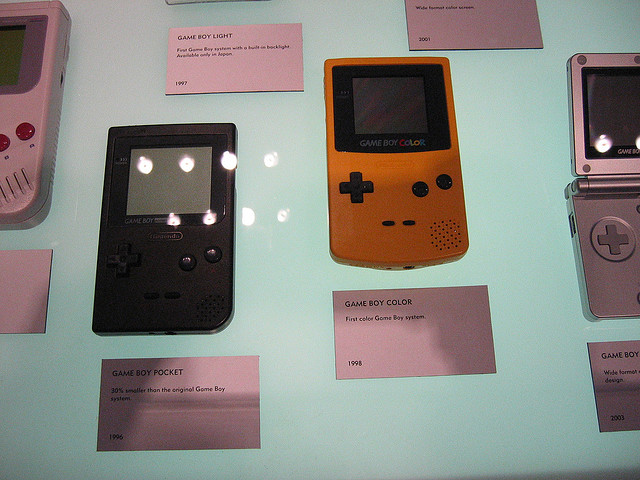 GAME BOY LIGHT
First Game Boy system with a built-in backlight.
Available only in Japan.
1997
Wide format color screen.
2001
GAME BOY COLOR
GAME BOY
Nintendo
GAME BO
GAME BOY COLOR
First color Game Boy system.
1998
GAME BOY POCKET
30% smaller than the original Game Boy
system.
1996
GAME BOY
Wide format
design.
2003